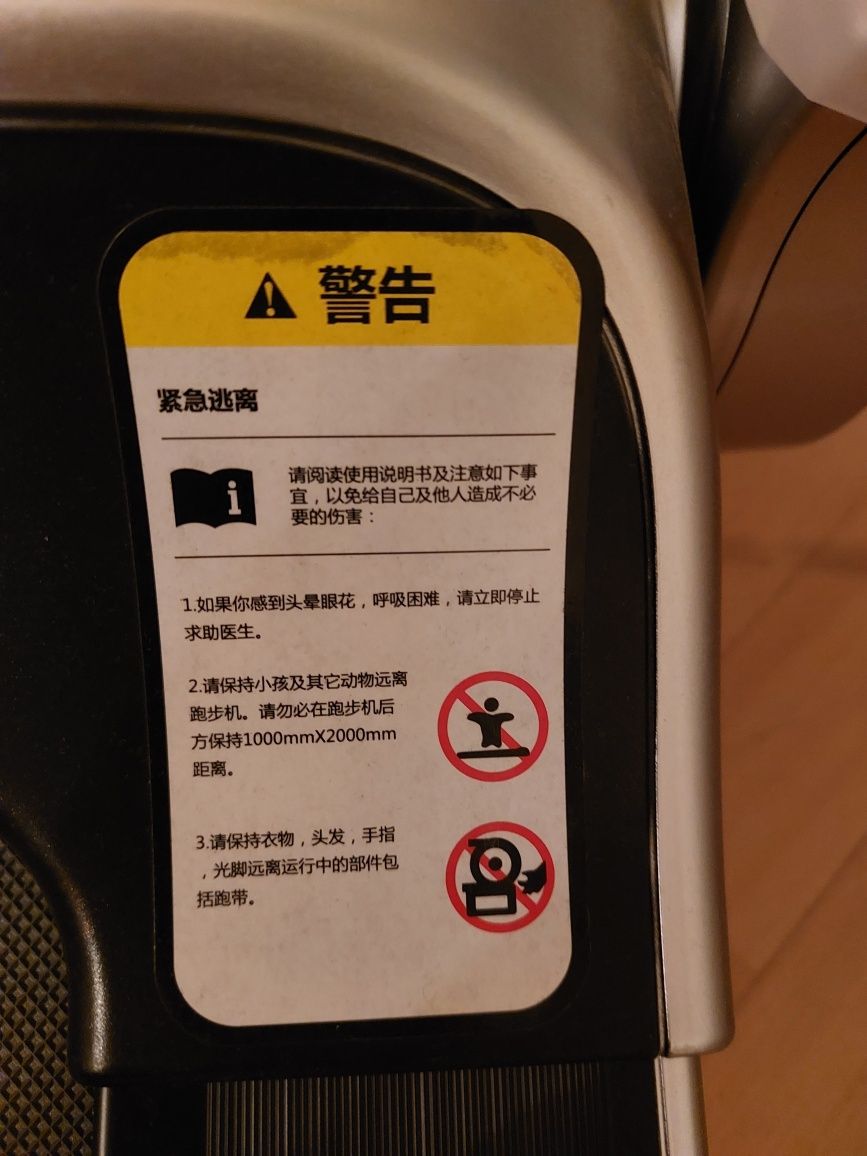 警告
紧急逃离
请阅读使用说明书及注意如下事
宜，以免给自己及他人造成不必
要的伤害：
1.如果你感到头晕眼花，呼吸困难，请立即停止
求助医生。
2.请保持小孩及其它动物远离
跑步机。请勿必在跑步机后
方保持1000mmX2000mm
距离。
3.请保持衣物，头发，手指
，光脚远离运行中的部件包
括跑带。